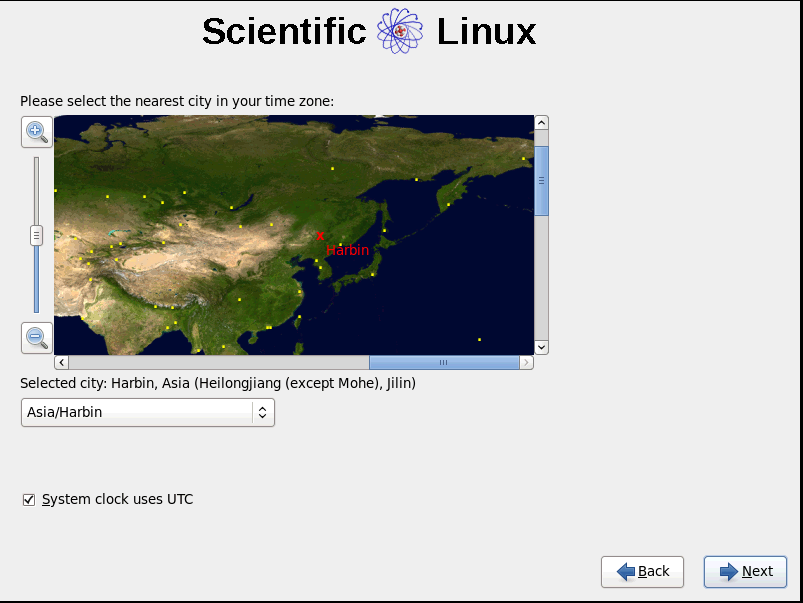 Scientific Linux
Please select the nearest city in your time zone:
Harbin
Selected city: Harbin, Asia (Heilongjiang (except Mohe), Jilin)
Asia/Harbin
System clock uses UTC
Back Next